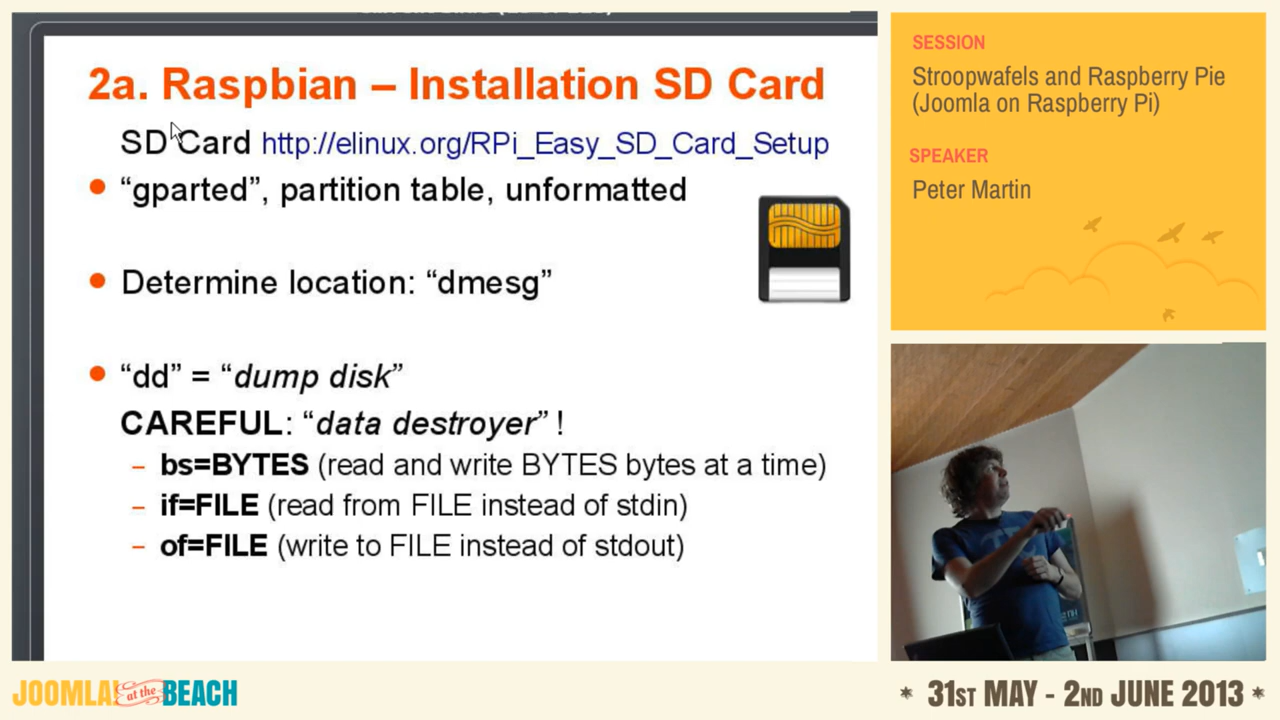 2a. Raspbian – Installation SD Card
SD Card http://elinux.org/RPi_Easy_SD_Card_Setup
“gparted”, partition table, unformatted
Determine location: “dmesg”
“dd” = “dump disk”
CAREFUL: “data destroyer” !
– bs=BYTES (read and write BYTES bytes at a time)
– if=FILE (read from FILE instead of stdin)
– of=FILE (write to FILE instead of stdout)
SESSION
Stroopwafels and Raspberry Pie
(Joomla on Raspberry Pi)
SPEAKER
Peter Martin
JOOMLA! at the BEACH
* 31ST MAY - 2ND JUNE 2013 *